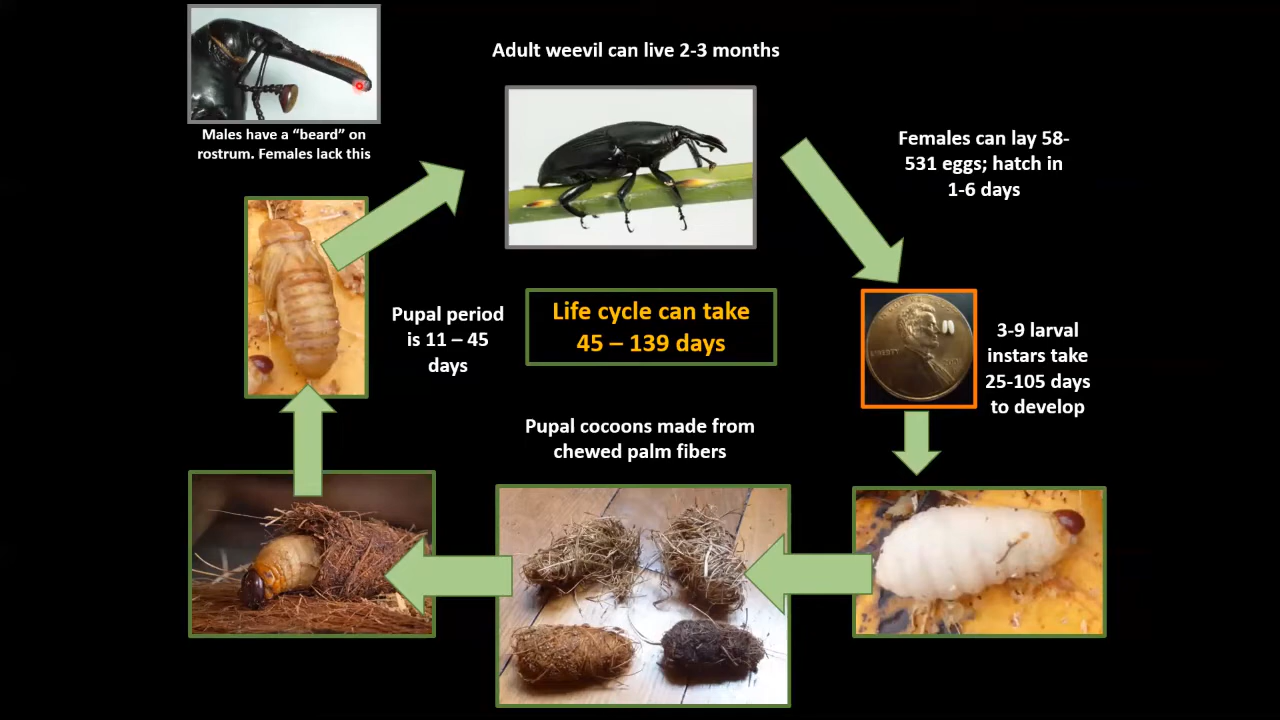 Adult weevil can live 2-3 months
Males have a “beard” on
rostrum. Females lack this
Females can lay 58-
531 eggs; hatch in
1-6 days
Life cycle can take
45 – 139 days
Pupal period
is 11 – 45
days
3-9 larval
instars take
25-105 days
to develop
Pupal cocoons made from
chewed palm fibers